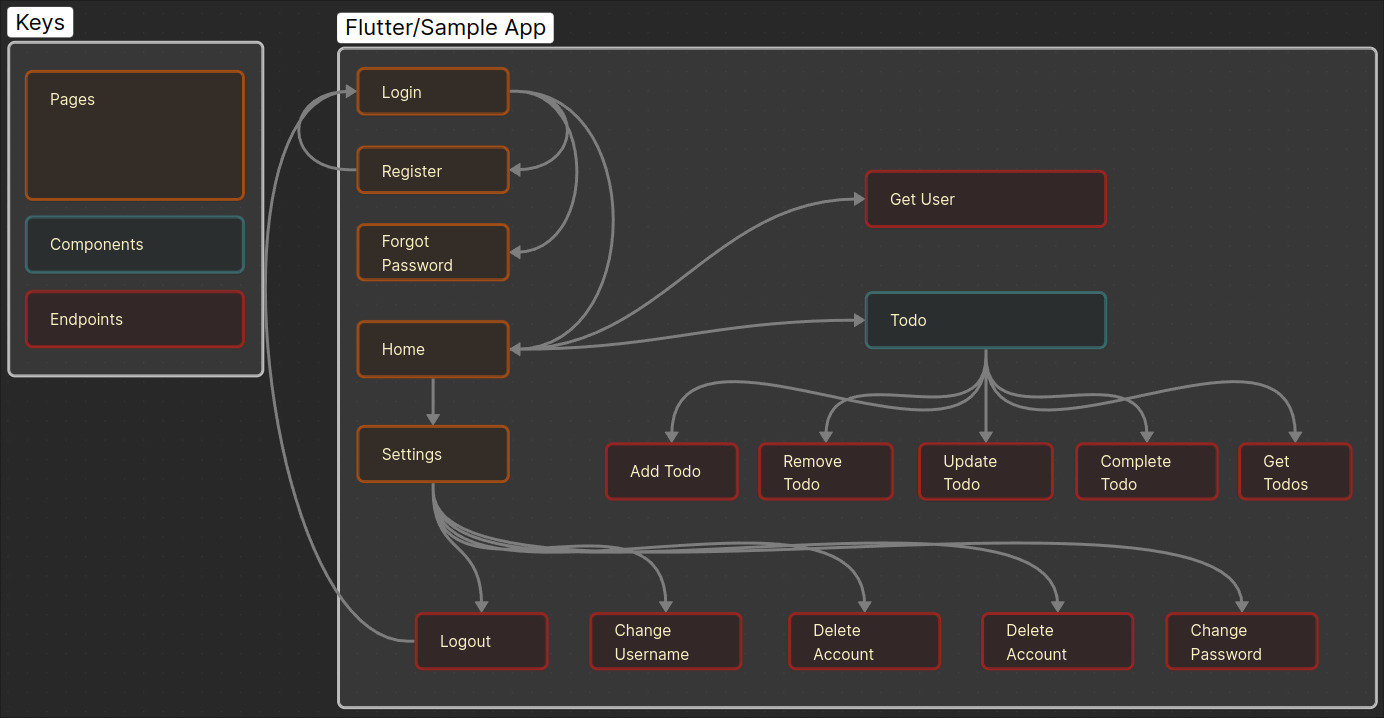 Keys
Flutter/Sample App
Pages
Components
Endpoints
Login
Register
Forgot
Password
Home
Settings
Get User
Todo
Add Todo
Remove
Todo
Update
Todo
Complete
Todo
Get
Todos
Logout
Change
Username
Delete
Account
Delete
Account
Change
Password